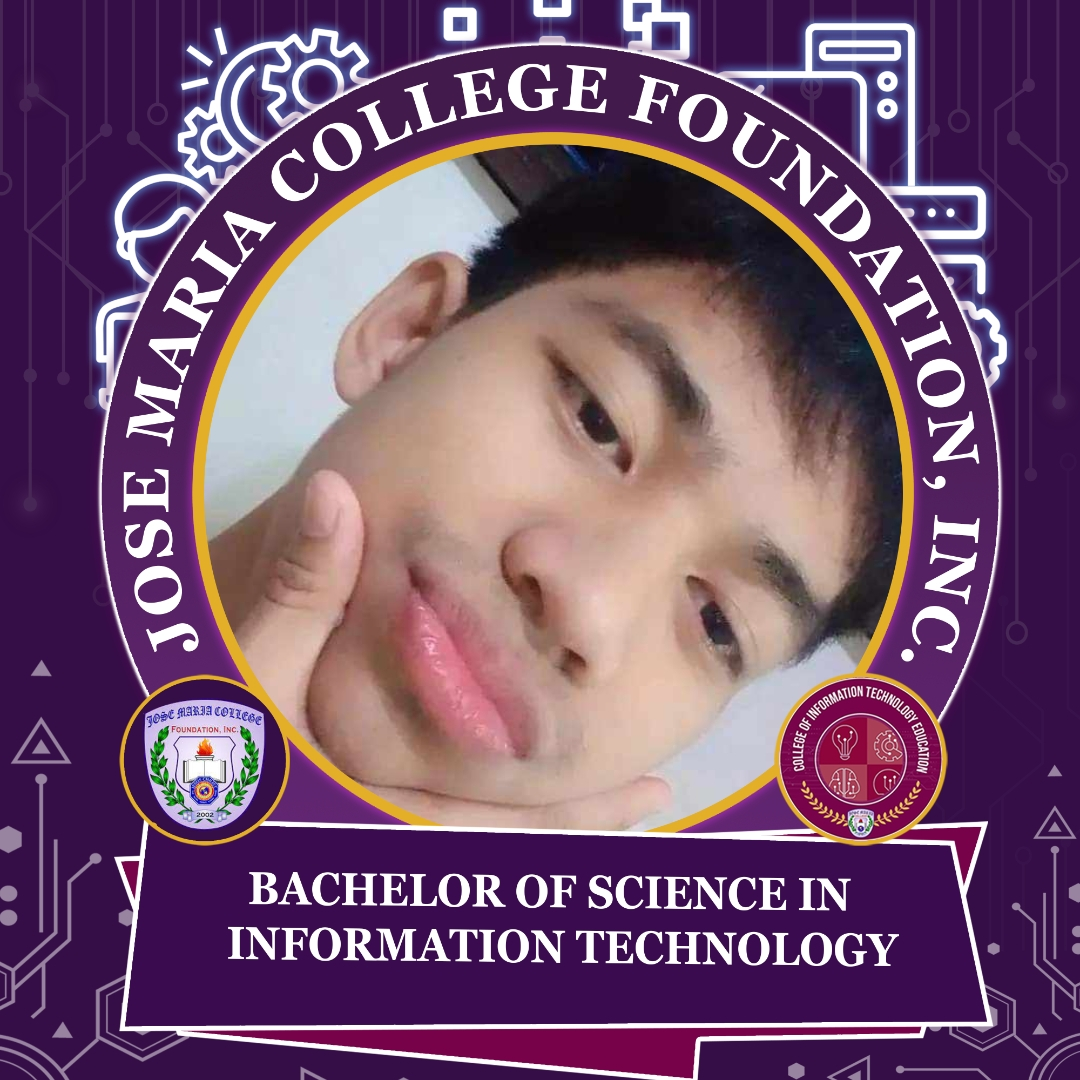 JOSE MARIA COLLEGE FOUNDATION, INC.
JOSE MARIA COLLEGE
FOUNDATION, INC.
2002
COLLEGE OF INFORMATION TECHNOLOGY EDUCATION
BACHELOR OF SCIENCE IN
INFORMATION TECHNOLOGY